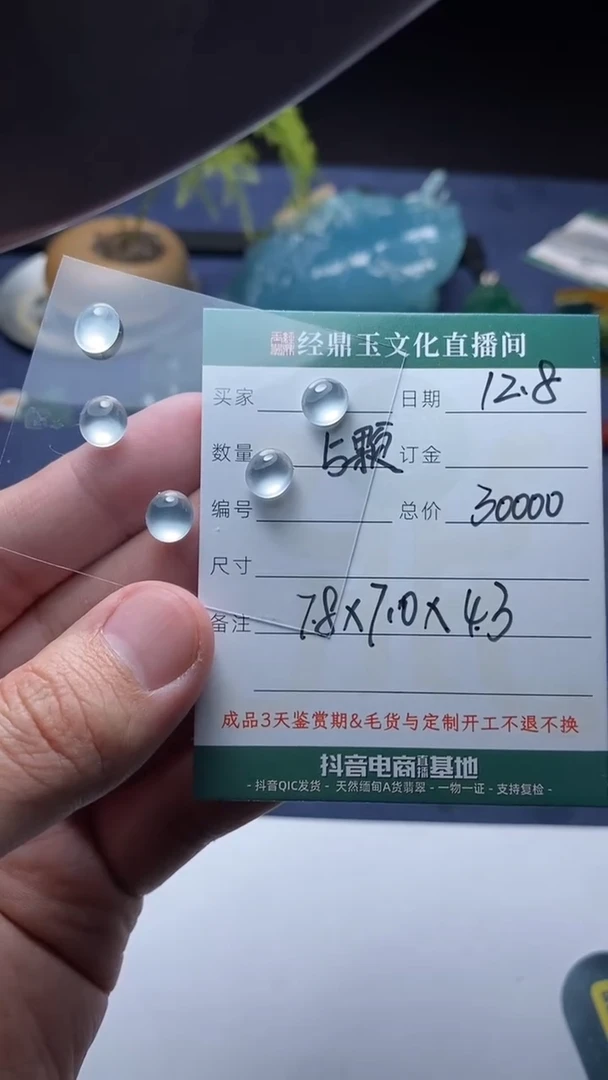 经鼎玉文化直播间
买家 日期 12.8
数量 5颗 订金
编号 总价 30000
尺寸
备注 7.8×7.0×4.3
成品3天鉴赏期&毛货与定制开工不退不换
抖音电商直播基地
- 抖音QIC发货 - 天然缅甸A货翡翠 - 一物一证 - 支持复检 -